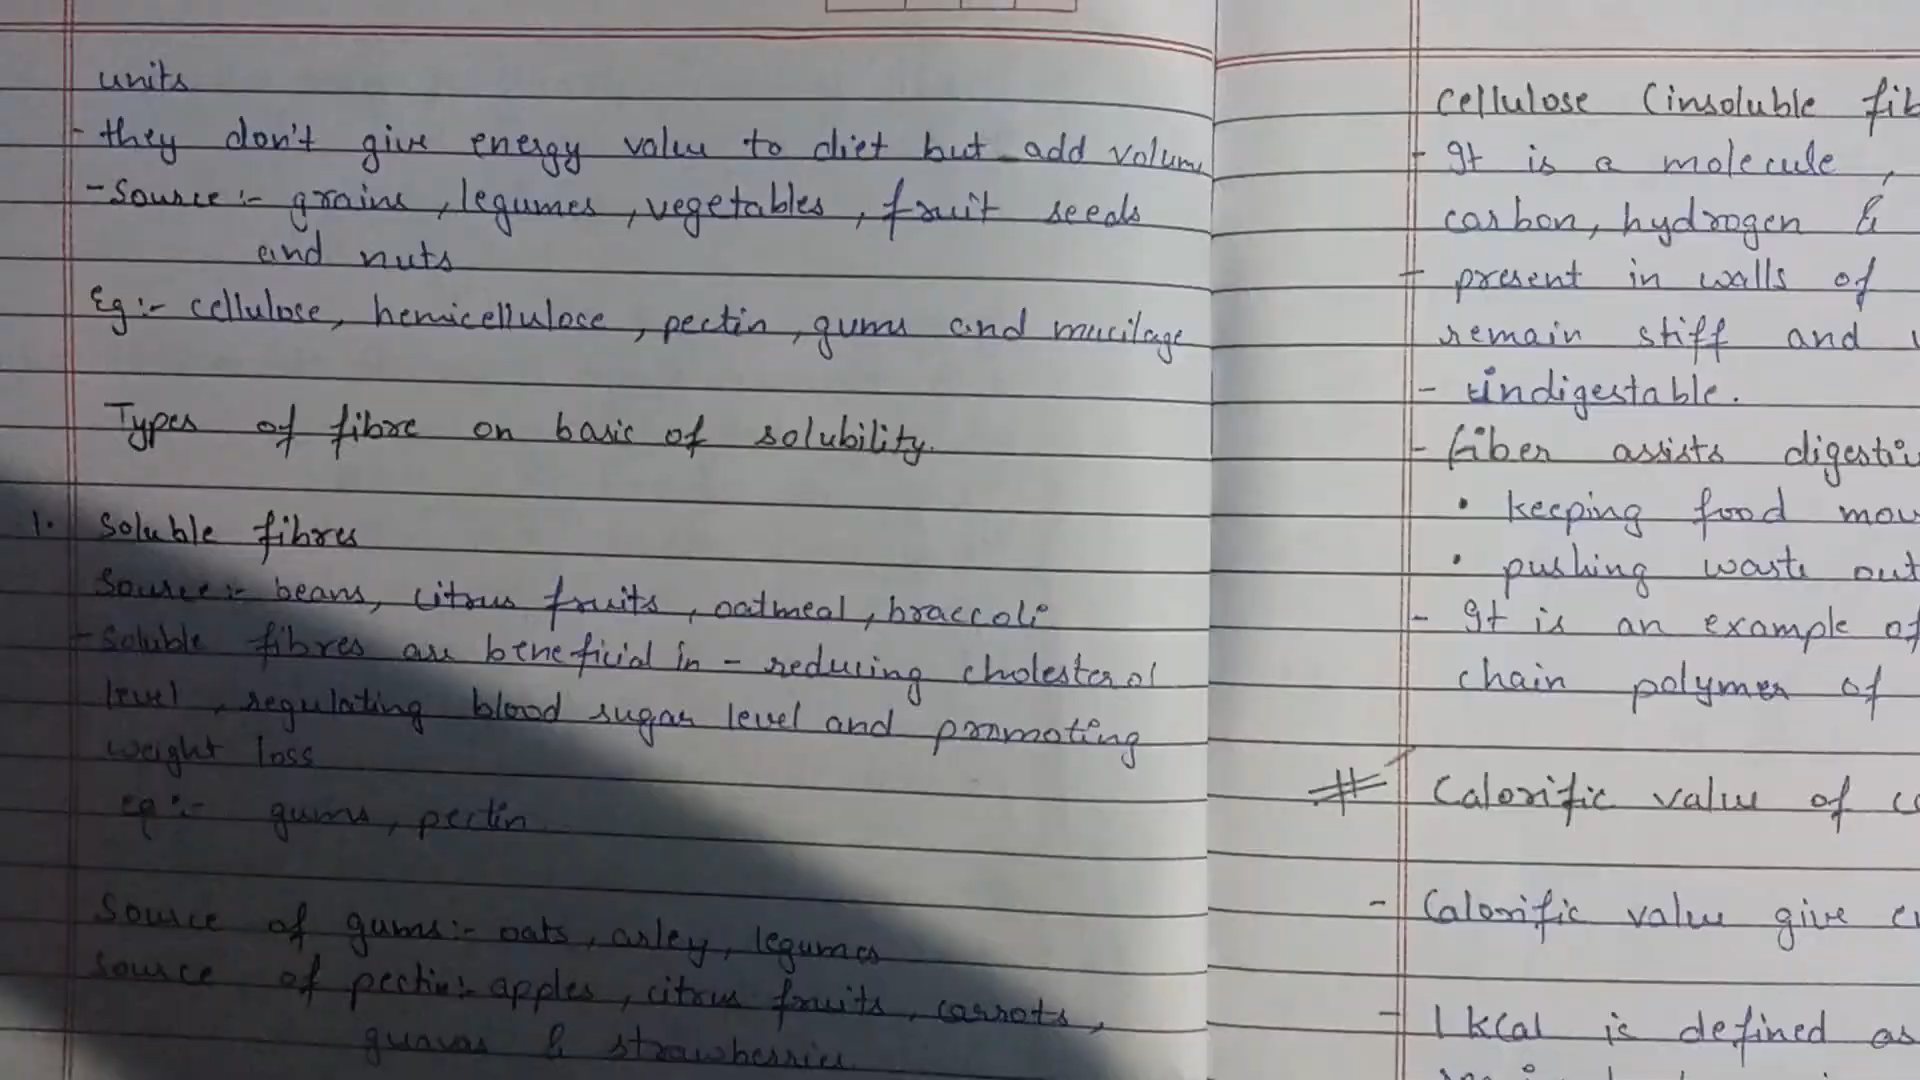 units
- they don't give energy value to diet but add volume
- Source :- grains, legumes, vegetables, fruit seeds
and nuts
Eg :- cellulose, hemicellulose, pectin, gums and mucilage
Types of fibre on basic of solubility.
1. Soluble fibres
Source :- beans, citrus fruits, oatmeal, braccoli
- Soluble fibres are beneficial in - reducing cholesterol
level, regulating blood sugar level and promoting
weight loss
eg :- gums, pectin
Source of gums :- oats, arley, legumes
Source of pectin :- apples, citrus fruits, carrots,
guavas & strawberries
cellulose (insoluble fib
- It is a molecule,
carbon, hydrogen &
- present in walls of
remain stiff and
- indigestable.
- fiber assists digesti
• keeping food mov
• pushing waste out
- It is an example of
chain polymer of
# Calorific value of c
- Calorific value give e
- 1 kcal is defined as